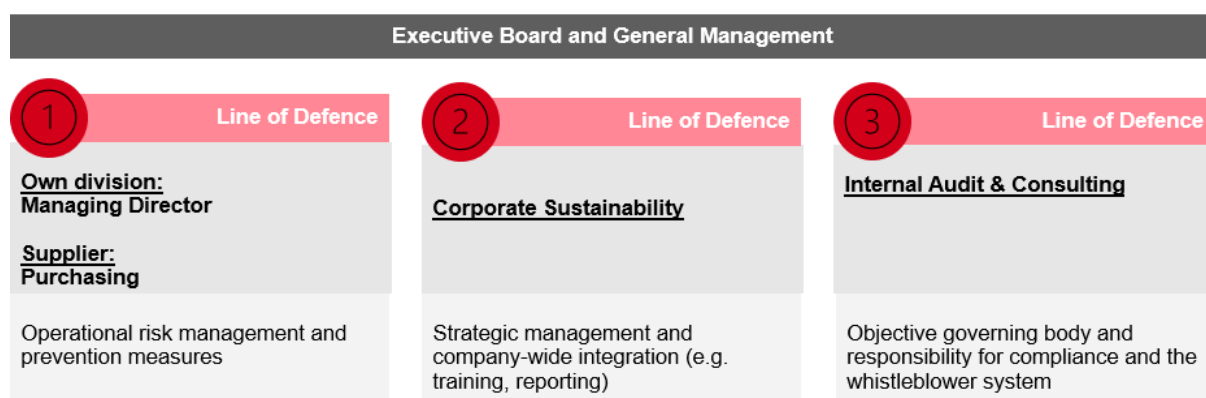 Executive Board and General Management
1
Line of Defence
Own division:
Managing Director
Supplier:
Purchasing
Operational risk management and
prevention measures
2
Line of Defence
Corporate Sustainability
Strategic management and
company-wide integration (e.g.
training, reporting)
3
Line of Defence
Internal Audit & Consulting
Objective governing body and
responsibility for compliance and the
whistleblower system